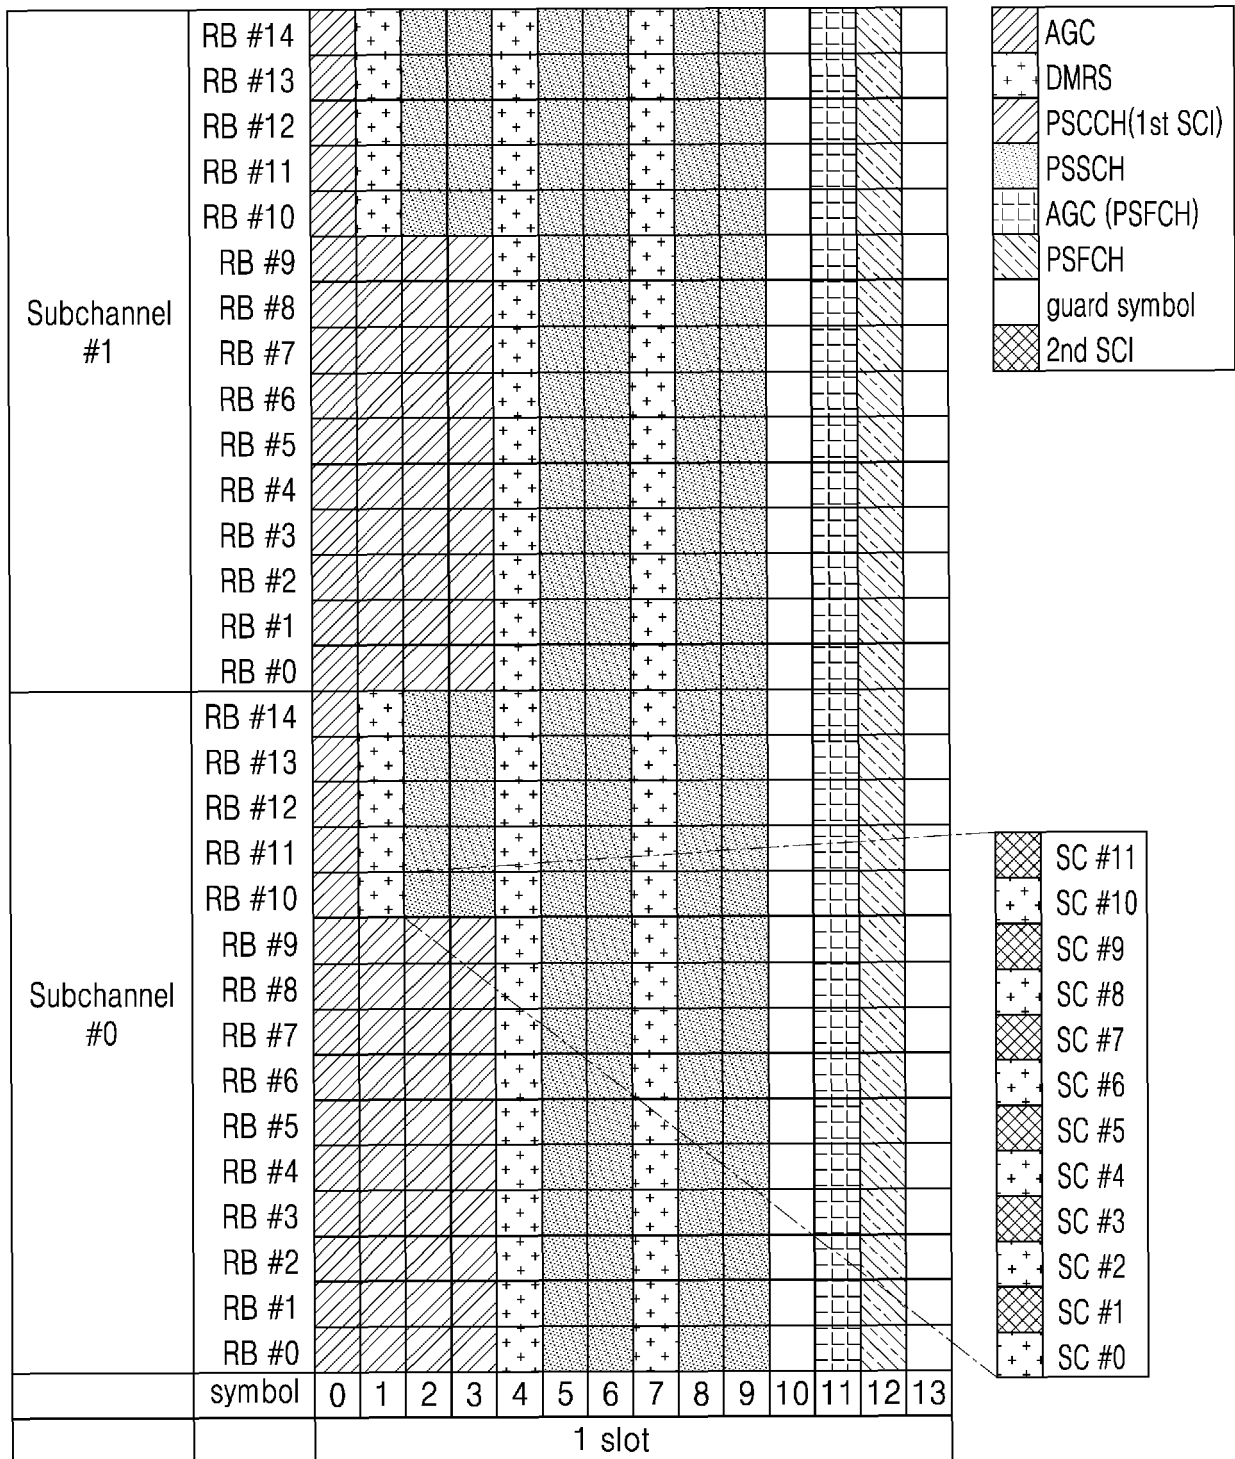 RB #14
RB #13
RB #12
RB #11
RB #10
RB #9
RB #8
RB #7
RB #6
RB #5
RB #4
RB #3
RB #2
RB #1
RB #0
Subchannel
#1
RB #14
RB #13
RB #12
RB #11
RB #10
RB #9
RB #8
RB #7
RB #6
RB #5
RB #4
RB #3
RB #2
RB #1
RB #0
Subchannel
#0
symbol 0 1 2 3 4 5 6 7 8 9 10 11 12 13
1 slot
AGC
DMRS
PSCCH(1st SCI)
PSSCH
AGC (PSFCH)
PSFCH
guard symbol
2nd SCI
SC #11
SC #10
SC #9
SC #8
SC #7
SC #6
SC #5
SC #4
SC #3
SC #2
SC #1
SC #0